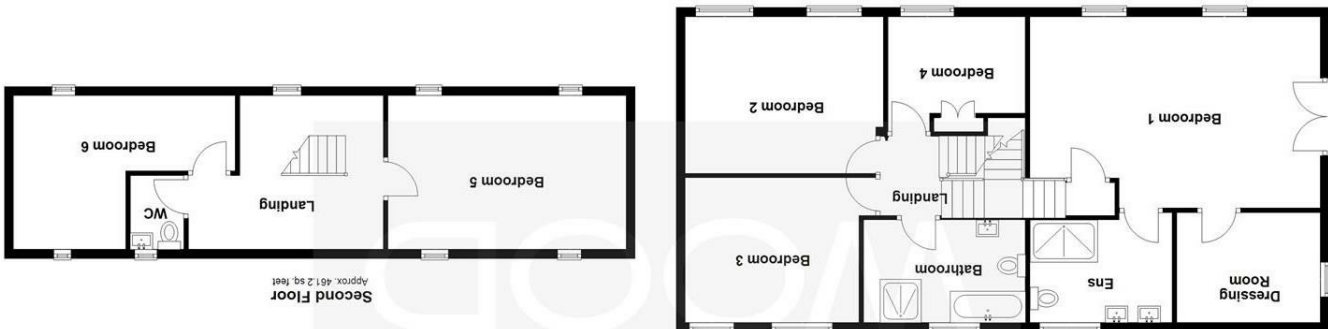 Dressing
Room
Ens
Bathroom
Bedroom 3
Landing
Bedroom 1
Bedroom 4
Bedroom 2
Second Floor
Approx. 461.2 sq. feet
Bedroom 5
Landing
WC
Bedroom 6
WOOD